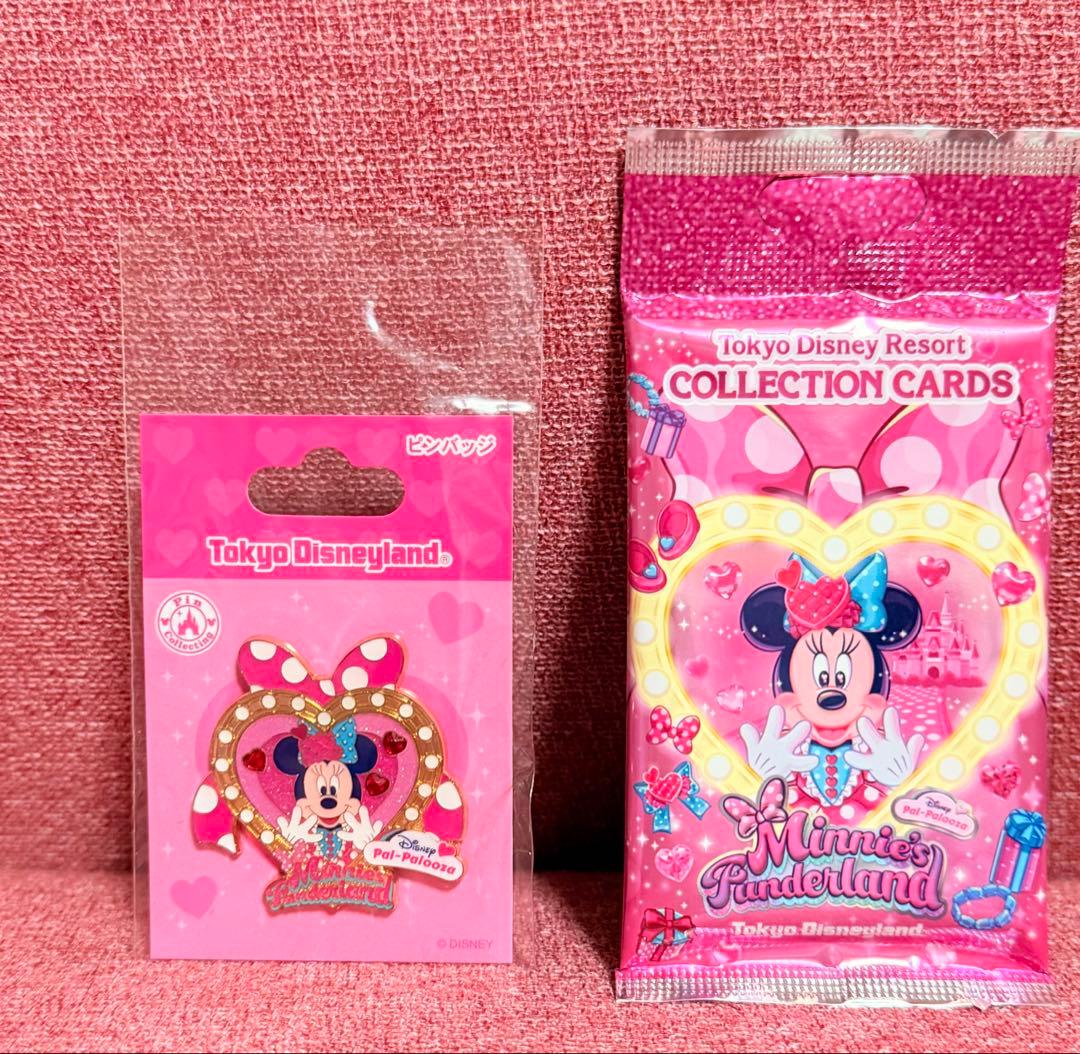 ピンバッジ
Tokyo Disneyland®
Pin
Collecting
Disney
Pal-Palooza
Minnie's
Funderland
© DISNEY
Tokyo Disney Resort
COLLECTION CARDS
Disney
Pal-Palooza
Minnie's
Funderland
Tokyo Disneyland